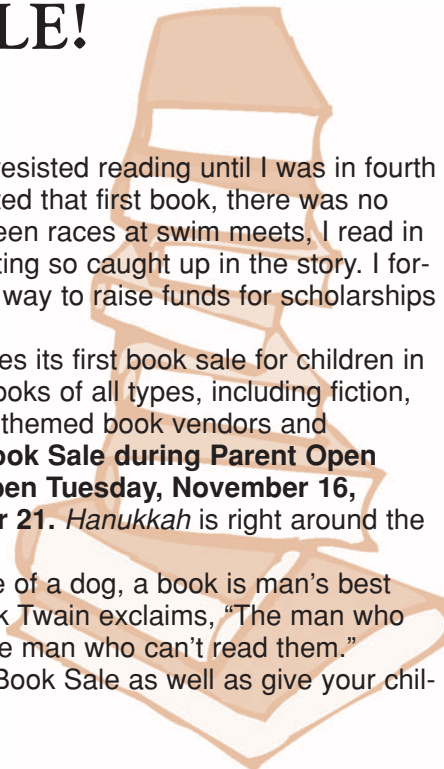 LE!
resisted reading until I was in fourth
ted that first book, there was no
een races at swim meets, I read in
ting so caught up in the story. I for-
way to raise funds for scholarships
es its first book sale for children in
ooks of all types, including fiction,
themed book vendors and
ook Sale during Parent Open
pen Tuesday, November 16,
r 21. Hanukkah is right around the
e of a dog, a book is man's best
k Twain exclaims, “The man who
e man who can't read them.”
Book Sale as well as give your chil-